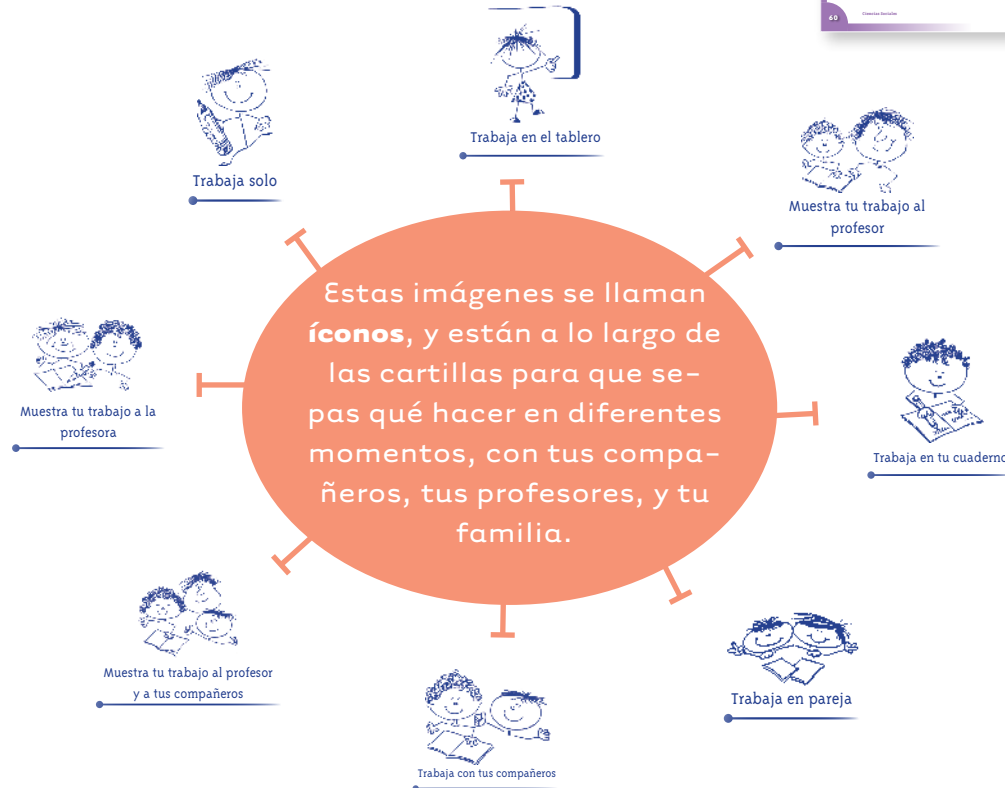 60
Ciencias Sociales
Trabaja en el tablero
Trabaja solo
Muestra tu trabajo al
profesor
Estas imágenes se llaman
íconos, y están a lo largo de
las cartillas para que se-
pas qué hacer en diferentes
momentos, con tus compa-
ñeros, tus profesores, y tu
familia.
Muestra tu trabajo a la
profesora
Trabaja en tu cuaderno
Muestra tu trabajo al profesor
y a tus compañeros
Trabaja en pareja
Trabaja con tus compañeros